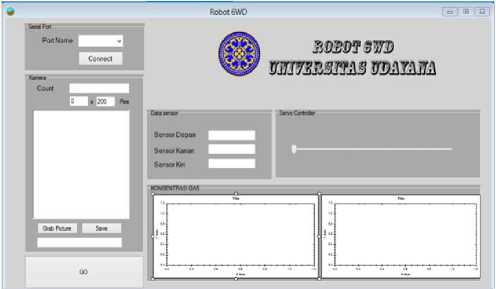 Robot 6WD
Serial Port
Port Name
Connect
Kamera
Count
0 x 200 Res
Grab Picture
Save
GO
ROBOT 6WD
UNIVERSITAS UDAYANA
Data sensor
Sensor Depan
Sensor Kanan
Sensor Kiri
Servo Controller
KONSENTRASI GAS
Title
Title